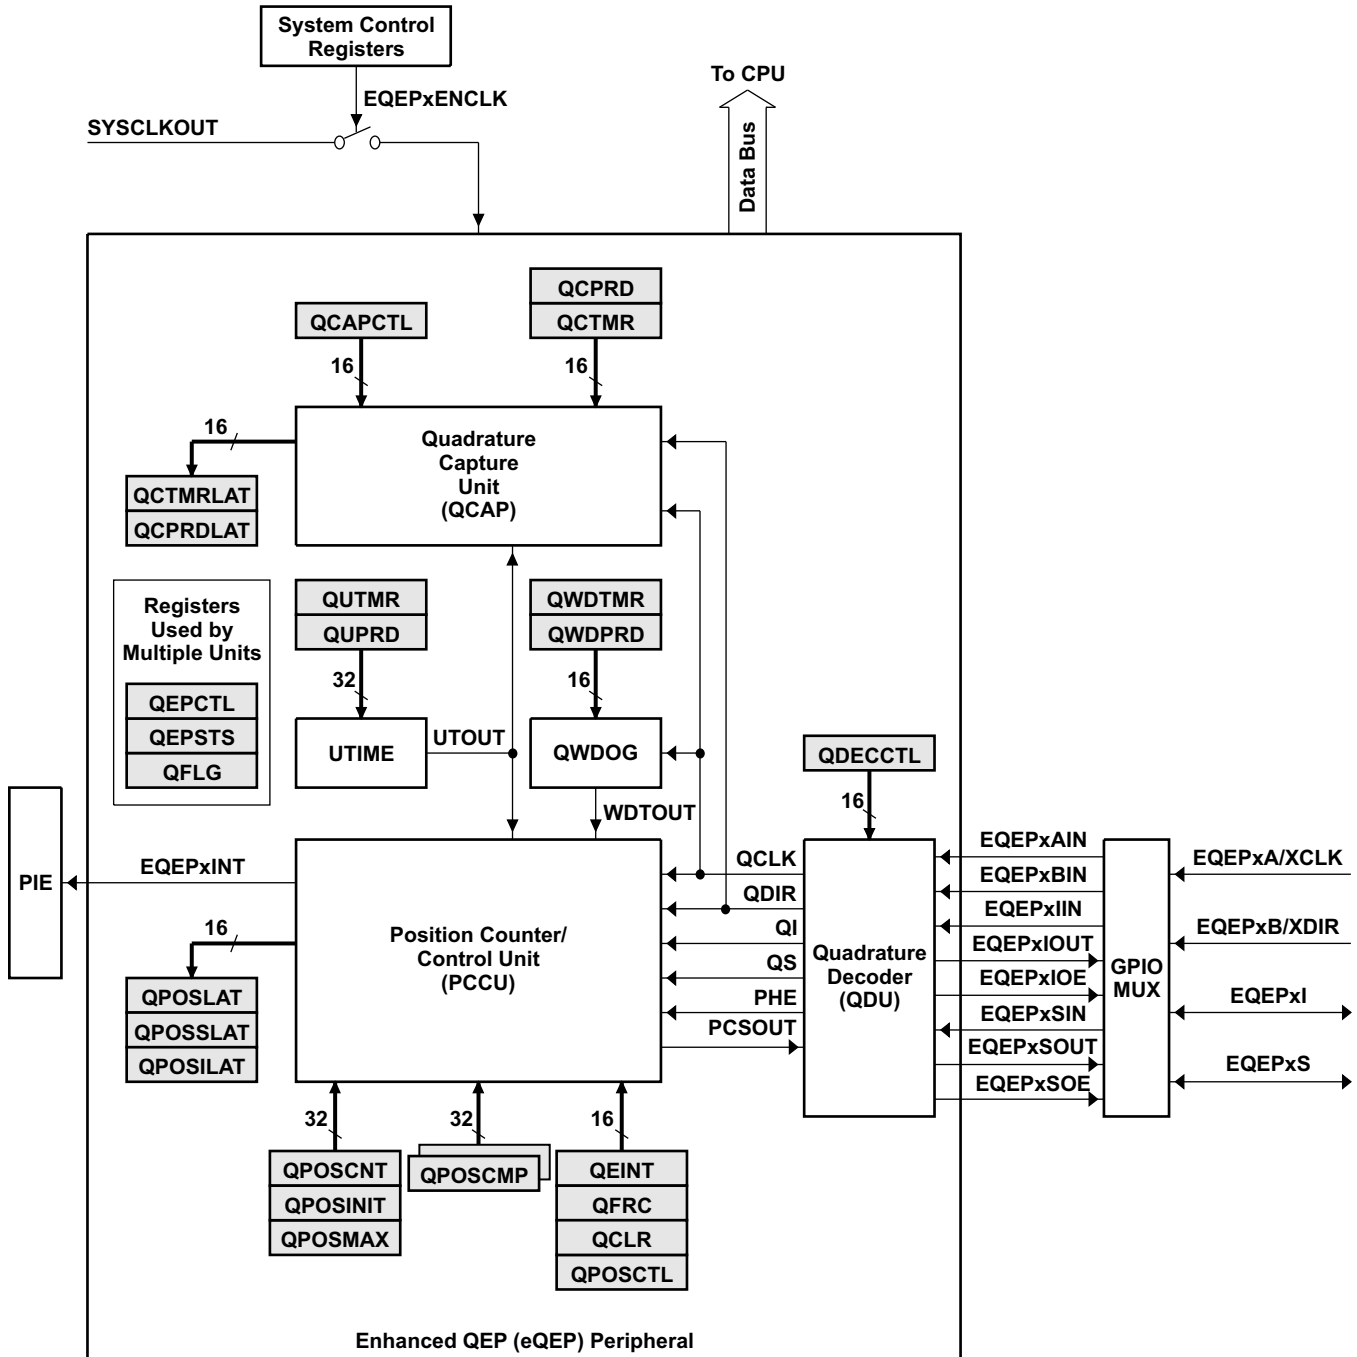 System Control
Registers
To CPU
EQEPxENCLK
SYSCLKOUT
Data Bus
QCPRD
QCAPCTL
QCTMR
16
16
16
Quadrature
Capture
Unit
(QCAP)
QCTMRLAT
QCPRDLAT
Registers
Used by
Multiple Units
QEPCTL
QEPSTS
QFLG
QUTMR
QUPRD
QWDTMR
QWDPRD
32
16
UTIME
UTOUT
QWDOG
QDECCTL
16
WDTOUT
PIE
EQEPxINT
16
Position Counter/
Control Unit
(PCCU)
QCLK
QDIR
QI
QS
PHE
PCSOUT
Quadrature
Decoder
(QDU)
EQEPxAIN
EQEPxBIN
EQEPxIIN
EQEPxIOUT
EQEPxIOE
EQEPxSIN
EQEPxSOUT
EQEPxSOE
GPIO
MUX
EQEPxA/XCLK
EQEPxB/XDIR
EQEPxI
EQEPxS
QPOSLAT
QPOSSLAT
QPOSILAT
32
32
16
QPOSCNT
QPOSINIT
QPOSMAX
QPOSCMP
QEINT
QFRC
QCLR
QPOSCTL
Enhanced QEP (eQEP) Peripheral